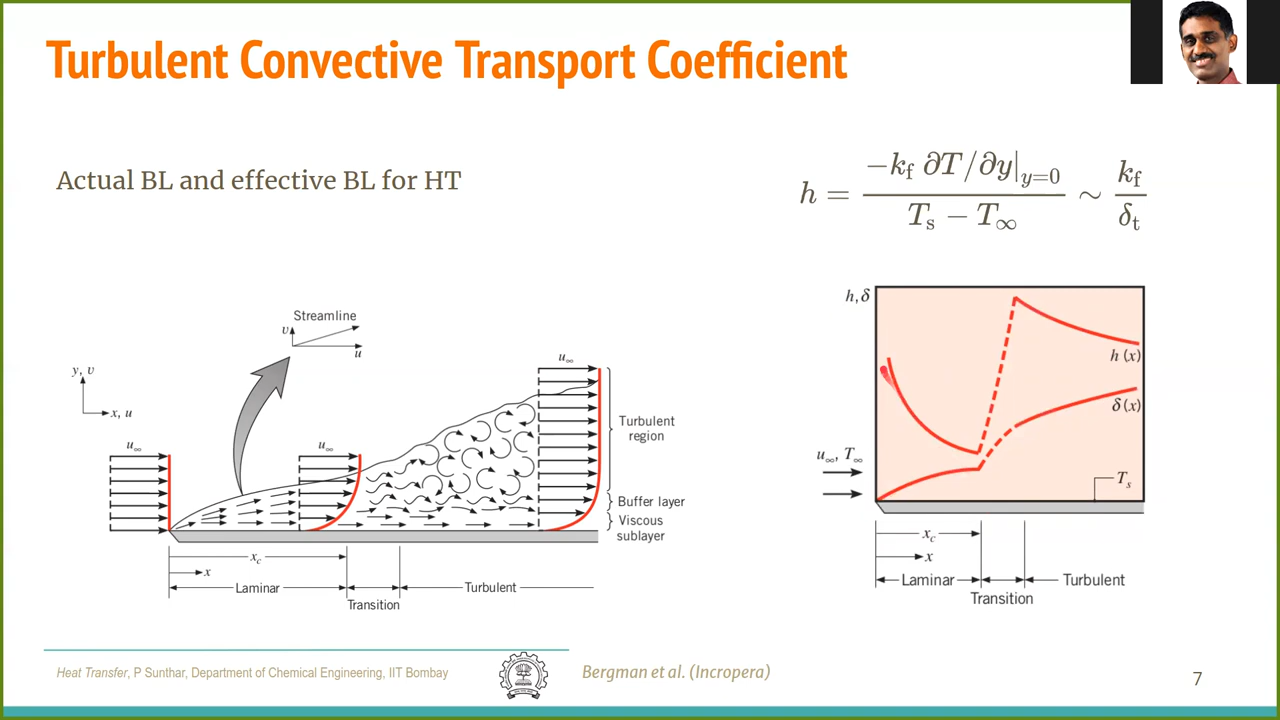 Turbulent Convective Transport Coefficient
Actual BL and effective BL for HT
h = −k_f ∂T/∂y|_{y=0} / (T_s − T_∞) ∼ k_f / δ_t
Streamline
υ
u
y, υ
x, u
u∞
u∞
u∞
Turbulent
region
Buffer layer
Viscous
sublayer
x_c
x
Laminar
Transition
Turbulent
h, δ
h (x)
δ (x)
u∞, T∞
T_s
x_c
x
Laminar
Transition
Turbulent
Heat Transfer, P Sunthar, Department of Chemical Engineering, IIT Bombay
Bergman et al. (Incropera)
7